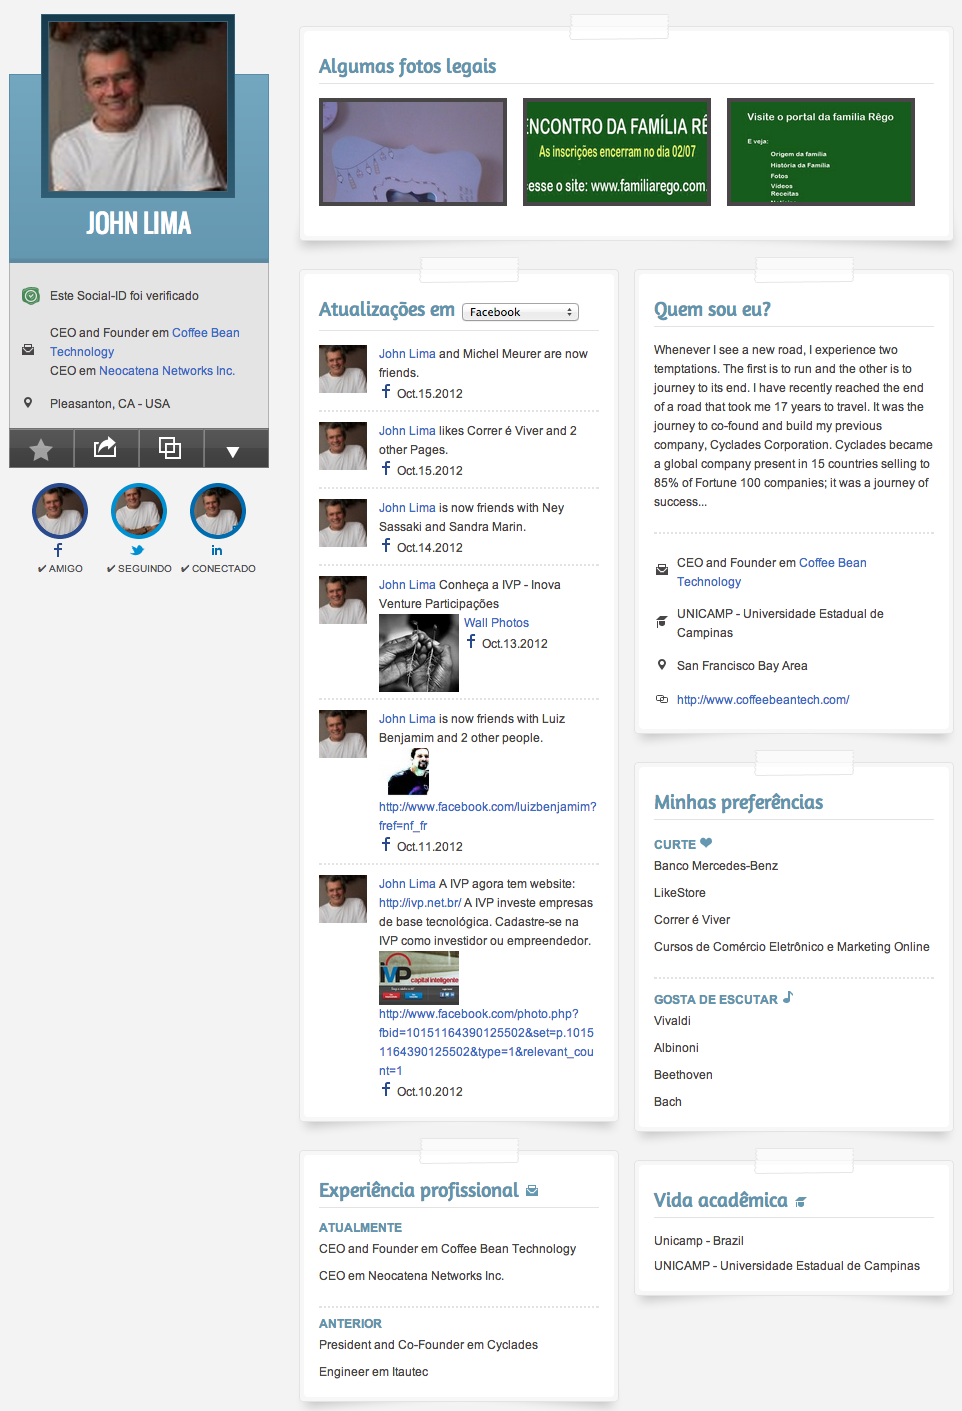 JOHN LIMA
Este Social-ID foi verificado
CEO and Founder em Coffee Bean
Technology
CEO em Neocatena Networks Inc.
Pleasanton, CA - USA
✔ AMIGO
✔ SEGUINDO
✔ CONECTADO
Algumas fotos legais
ENCONTRO DA FAMÍLIA RÊ
As inscrições encerram no dia 02/07
cesse o site: www.familiarego.com.
Visite o portal da família Rêgo
E veja:
Origem da família
História da Família
Fotos
Vídeos
Receitas
Atualizações em Facebook
John Lima and Michel Meurer are now
friends.
Oct.15.2012
John Lima likes Correr é Viver and 2
other Pages.
Oct.15.2012
John Lima is now friends with Ney
Sassaki and Sandra Marin.
Oct.14.2012
John Lima Conheça a IVP - Inova
Venture Participações
Wall Photos
Oct.13.2012
John Lima is now friends with Luiz
Benjamim and 2 other people.
http://www.facebook.com/luizbenjamim?
fref=nf_fr
Oct.11.2012
John Lima A IVP agora tem website:
http://ivp.net.br/ A IVP investe empresas
de base tecnológica. Cadastre-se na
IVP como investidor ou empreendedor.
IVP capital inteligente
http://www.facebook.com/photo.php?
fbid=10151164390125502&set=p.1015
1164390125502&type=1&relevant_cou
nt=1
Oct.10.2012
Quem sou eu?
Whenever I see a new road, I experience two
temptations. The first is to run and the other is to
journey to its end. I have recently reached the end
of a road that took me 17 years to travel. It was the
journey to co-found and build my previous
company, Cyclades Corporation. Cyclades became
a global company present in 15 countries selling to
85% of Fortune 100 companies; it was a journey of
success...
CEO and Founder em Coffee Bean
Technology
UNICAMP - Universidade Estadual de
Campinas
San Francisco Bay Area
http://www.coffeebeantech.com/
Minhas preferências
CURTE
Banco Mercedes-Benz
LikeStore
Correr é Viver
Cursos de Comércio Eletrônico e Marketing Online
GOSTA DE ESCUTAR
Vivaldi
Albinoni
Beethoven
Bach
Experiência profissional
ATUALMENTE
CEO and Founder em Coffee Bean Technology
CEO em Neocatena Networks Inc.
ANTERIOR
President and Co-Founder em Cyclades
Engineer em Itautec
Vida acadêmica
Unicamp - Brazil
UNICAMP - Universidade Estadual de Campinas